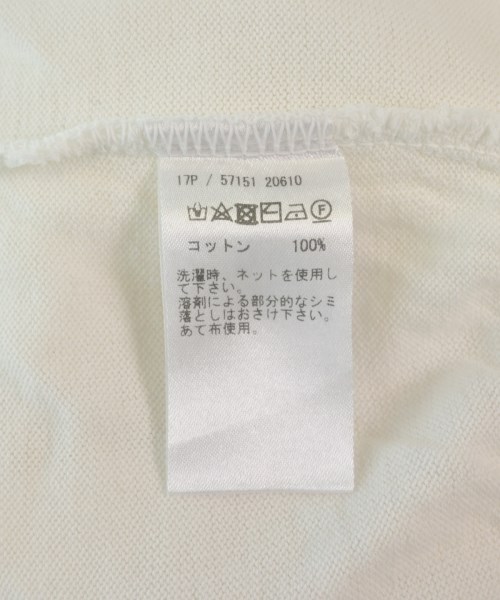 17P / 57151 20610
F
コットン 100%
洗濯時、ネットを使用し
て下さい。
溶剤による部分的なシミ
落としはおさけ下さい。
あて布使用。